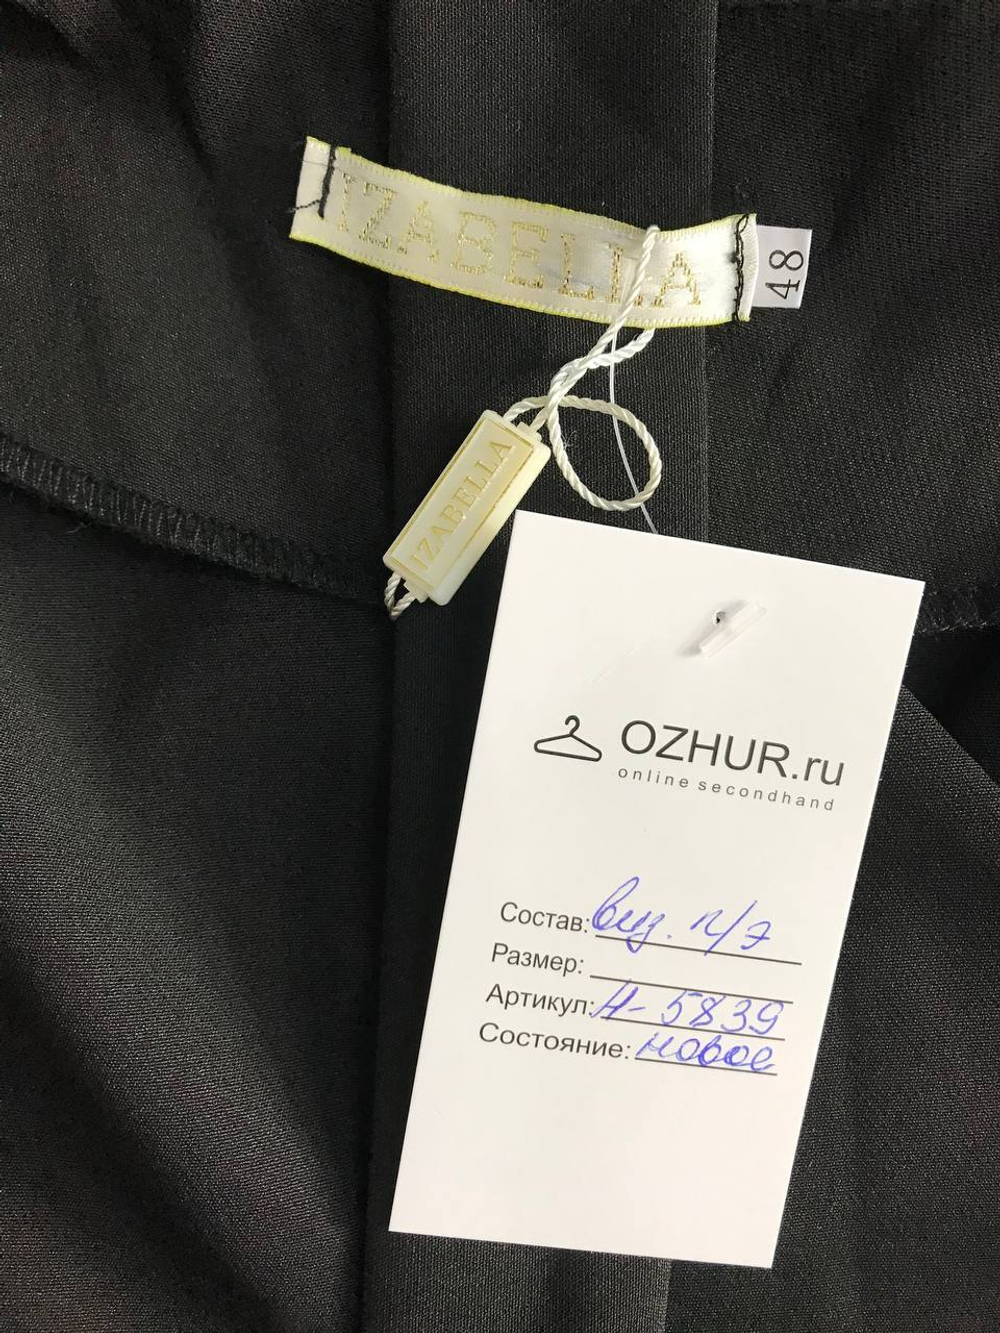 IZABELLA
48
IZABELLA
OZHUR.ru
online secondhand
Состав: виз. п/э
Размер:
Артикул: Н-5839
Состояние: новое